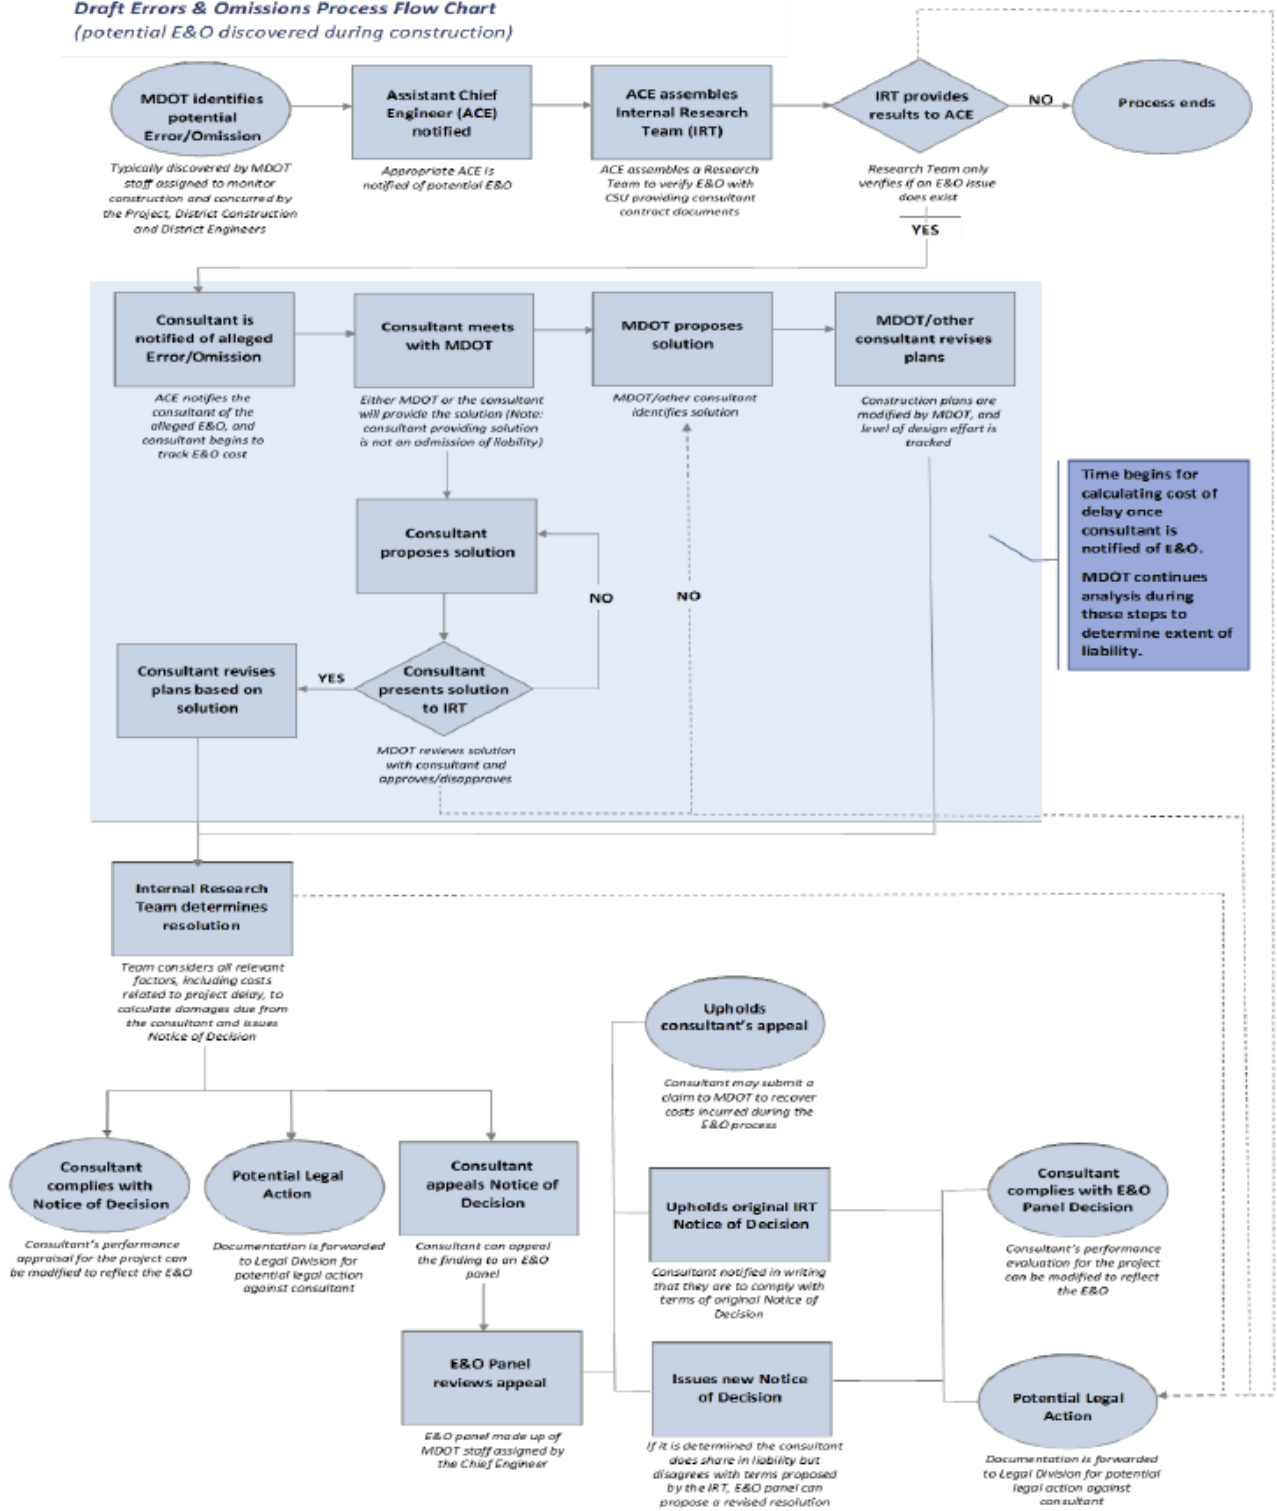 Draft Errors & Omissions Process Flow Chart
(potential E&O discovered during construction)
MDOT identifies
potential
Error/Omission
Typically discovered by MDOT
staff assigned to monitor
construction and concurred by
the Project, District Construction
and District Engineers
Assistant Chief
Engineer (ACE)
notified
Appropriate ACE is
notified of potential E&O
ACE assembles
Internal Research
Team (IRT)
ACE assembles a Research
Team to verify E&O with
CSU providing consultant
contract documents
IRT provides
results to ACE
Research Team only
verifies if an E&O issue
does exist
NO
Process ends
YES
Consultant is
notified of alleged
Error/Omission
ACE notifies the
consultant of the
alleged E&O, and
consultant begins to
track E&O cost
Consultant meets
with MDOT
Either MDOT or the consultant
will provide the solution (Note:
consultant providing solution
is not an admission of liability)
MDOT proposes
solution
MDOT/other consultant
identifies solution
MDOT/other
consultant revises
plans
Construction plans are
modified by MDOT, and
level of design effort is
tracked
Time begins for
calculating cost of
delay once
consultant is
notified of E&O.
MDOT continues
analysis during
these steps to
determine extent of
liability.
Consultant
proposes solution
NO
NO
Consultant
presents solution
to IRT
MDOT reviews solution
with consultant and
approves/disapproves
YES
Consultant revises
plans based on
solution
Internal Research
Team determines
resolution
Team considers all relevant
factors, including costs
related to project delay, to
calculate damages due from
the consultant and issues
Notice of Decision
Consultant
complies with
Notice of Decision
Consultant's performance
appraisal for the project can
be modified to reflect the E&O
Potential Legal
Action
Documentation is forwarded
to Legal Division for
potential legal action
against consultant
Consultant
appeals Notice of
Decision
Consultant can appeal
the finding to an E&O
panel
E&O Panel
reviews appeal
E&O panel made up of
MDOT staff assigned by
the Chief Engineer
Upholds
consultant's appeal
Consultant may submit a
claim to MDOT to recover
costs incurred during the
E&O process
Upholds original IRT
Notice of Decision
Consultant notified in writing
that they are to comply with
terms of original Notice of
Decision
Issues new Notice
of Decision
If it is determined the consultant
does share in liability but
disagrees with terms proposed
by the IRT, E&O panel can
propose a revised resolution
Consultant
complies with E&O
Panel Decision
Consultant's performance
evaluation for the project
can be modified to reflect
the E&O
Potential Legal
Action
Documentation is forwarded
to Legal Division for potential
legal action against
consultant